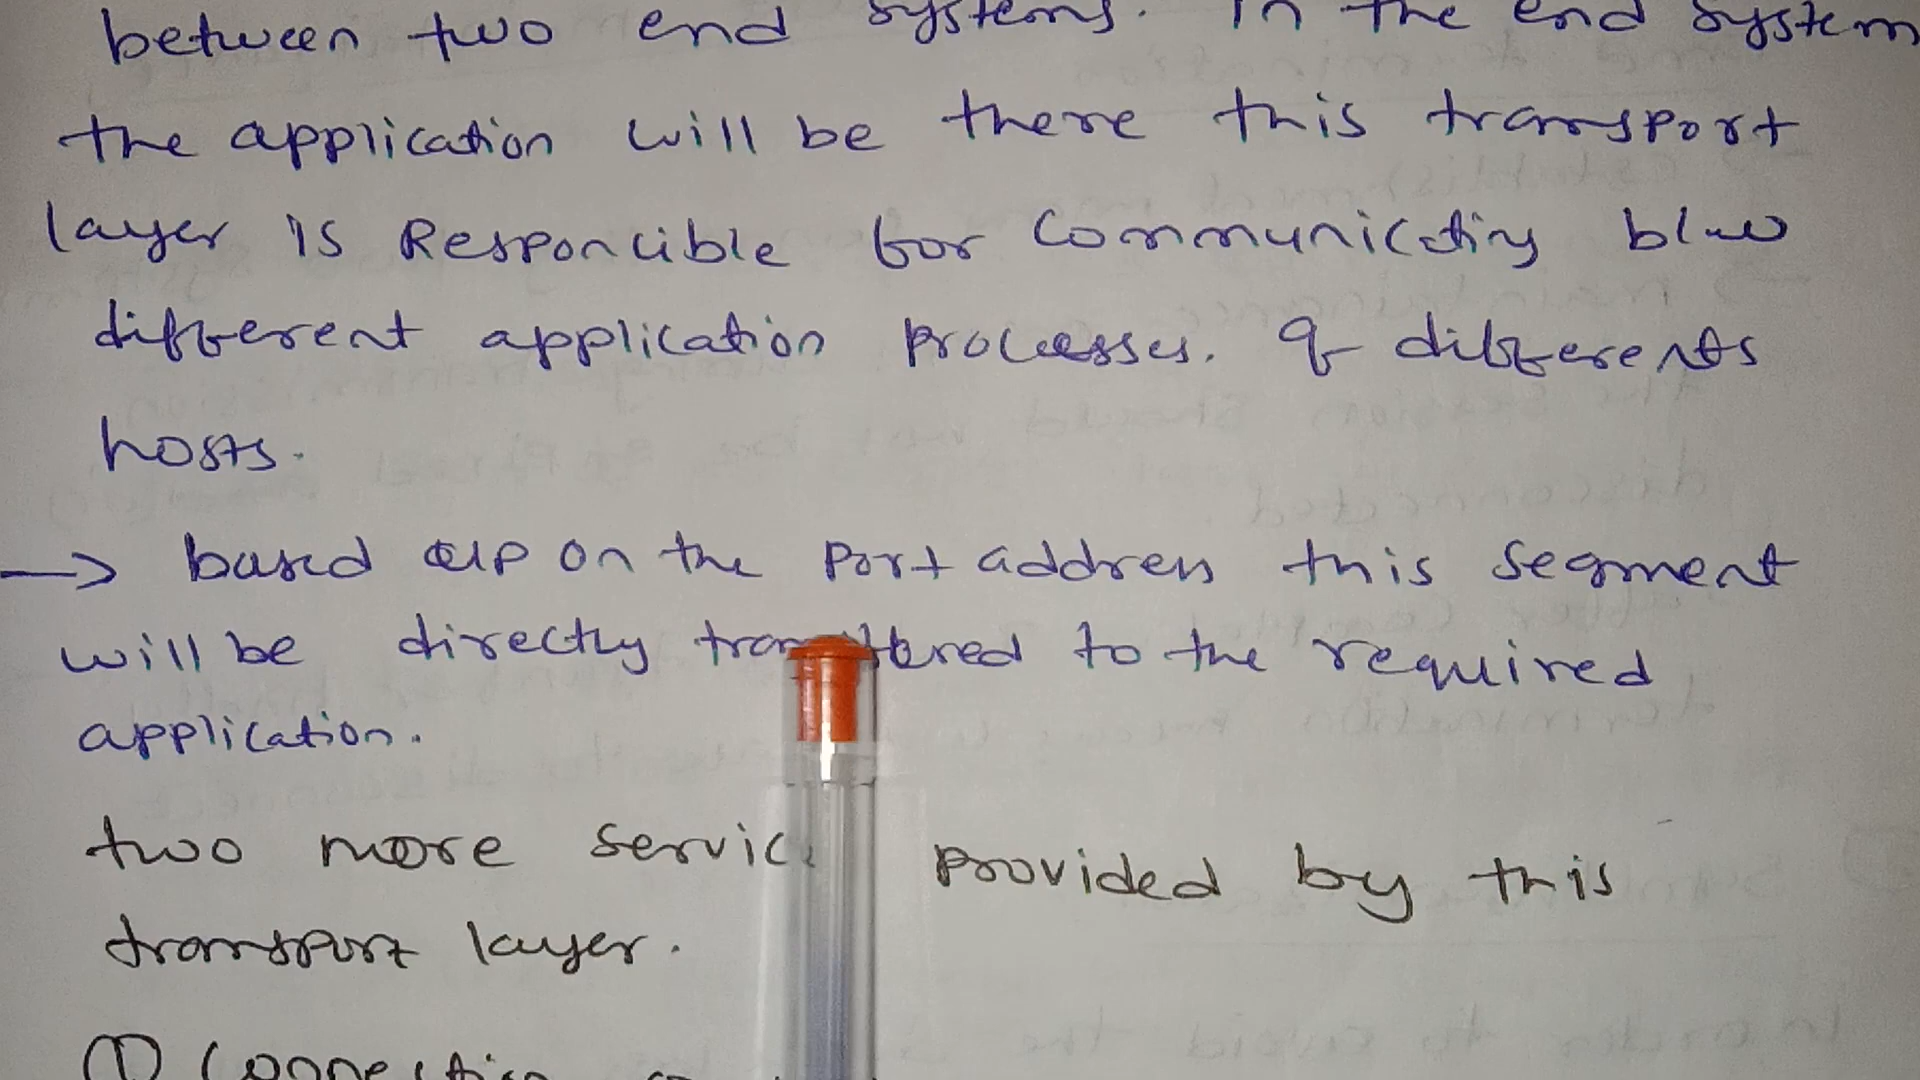 between two end systems. In the end system
the application will be there this transport
layer is Responcible for Communicating b/w
different application processes. of differents
hosts.
→ based up on the Port address this segment
will be directly to the required
application.
two more provided by this
transport layer.
① Connection